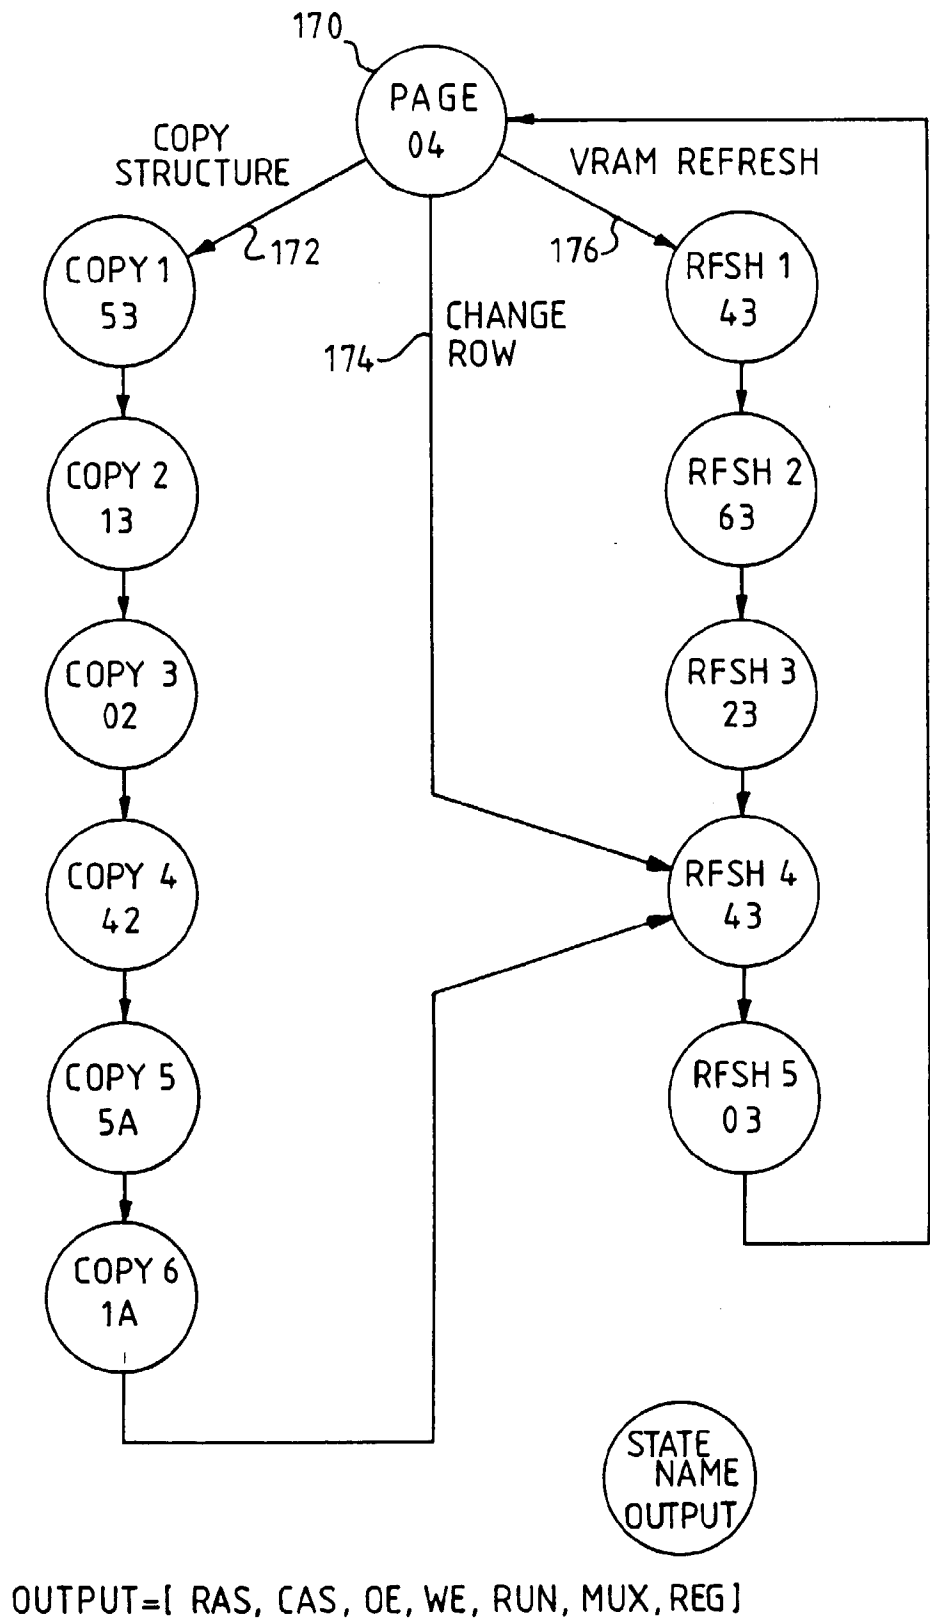 170
PAGE
04
COPY
STRUCTURE
VRAM REFRESH
172
176
COPY 1
53
RFSH 1
43
174
CHANGE
ROW
COPY 2
13
RFSH 2
63
COPY 3
02
RFSH 3
23
COPY 4
42
RFSH 4
43
COPY 5
5A
RFSH 5
03
COPY 6
1A
STATE
NAME
OUTPUT
OUTPUT=[ RAS, CAS, OE, WE, RUN, MUX, REG]